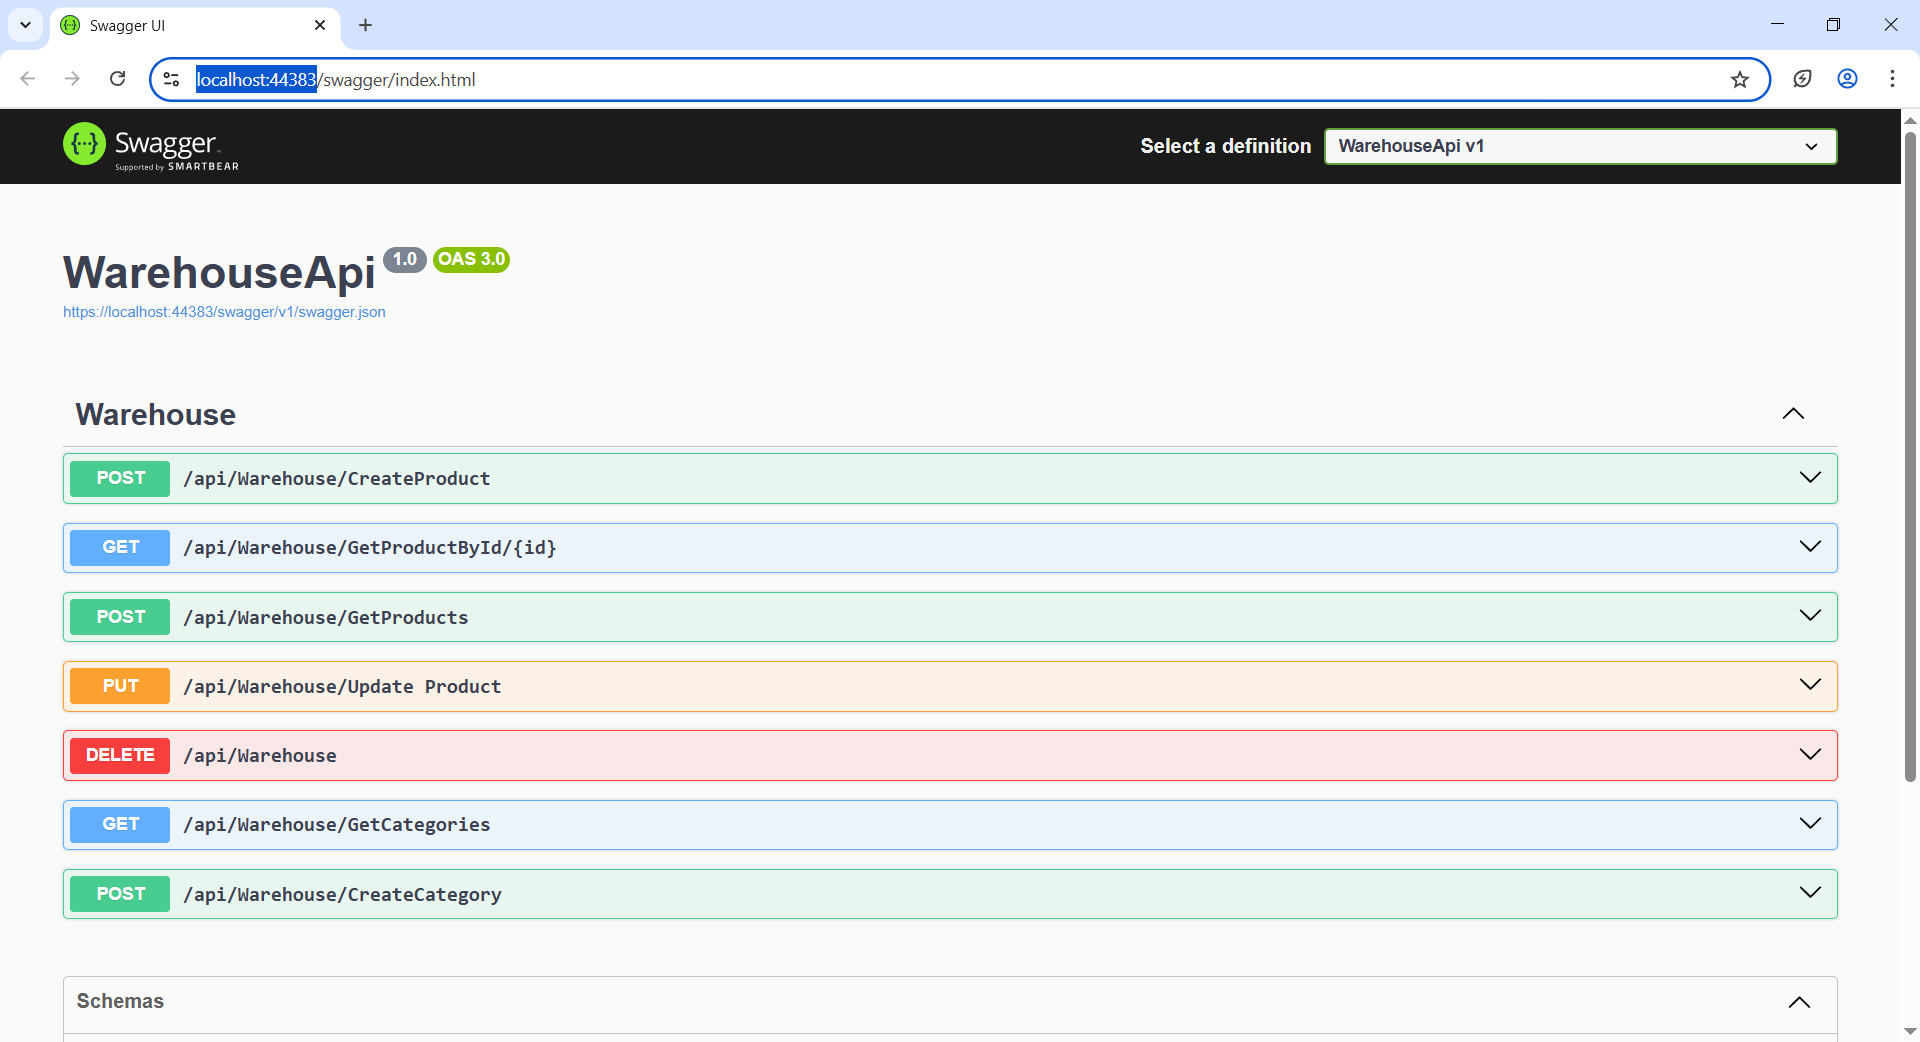 Swagger UI
localhost:44383/swagger/index.html
Swagger
Supported by SMARTBEAR
Select a definition
WarehouseApi v1
WarehouseApi 1.0 OAS 3.0
https://localhost:44383/swagger/v1/swagger.json
Warehouse
POST /api/Warehouse/CreateProduct
GET /api/Warehouse/GetProductById/{id}
POST /api/Warehouse/GetProducts
PUT /api/Warehouse/Update Product
DELETE /api/Warehouse
GET /api/Warehouse/GetCategories
POST /api/Warehouse/CreateCategory
Schemas